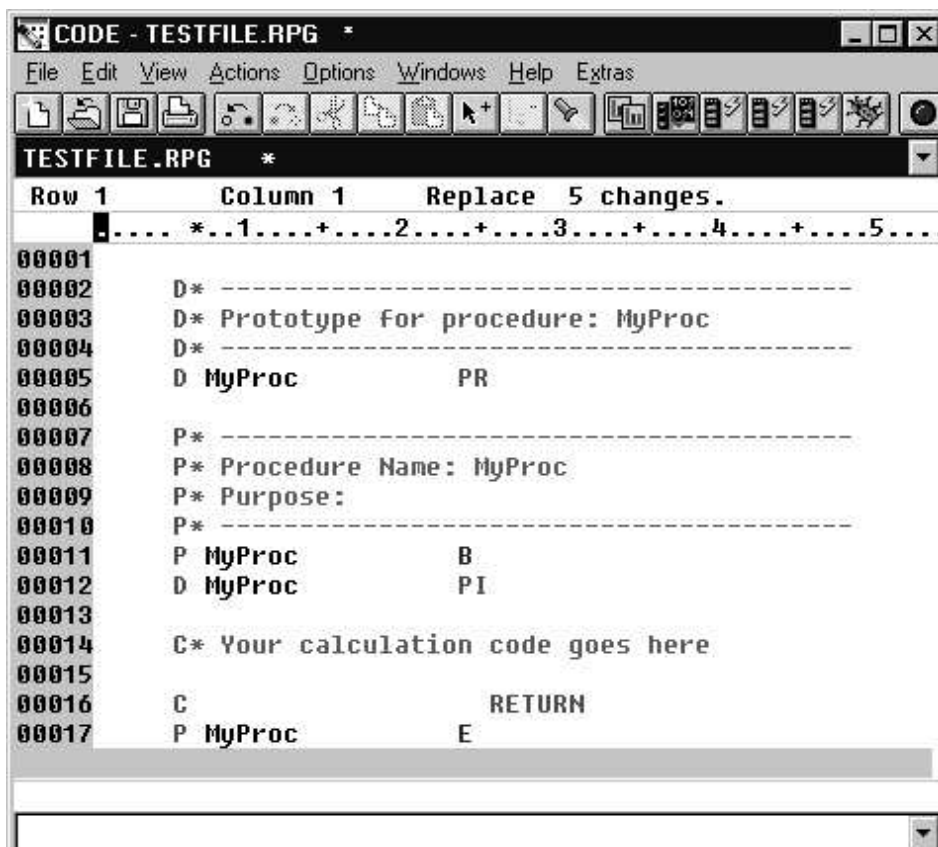 CODE - TESTFILE.RPG *
File Edit View Actions Options Windows Help Extras
TESTFILE.RPG *
Row 1 Column 1 Replace 5 changes.
..... *..1....+....2....+....3....+....4....+....5....
00001
00002 D* ----------------------------------------
00003 D* Prototype for procedure: MyProc
00004 D* ----------------------------------------
00005 D MyProc PR
00006
00007 P* ----------------------------------------
00008 P* Procedure Name: MyProc
00009 P* Purpose:
00010 P* ----------------------------------------
00011 P MyProc B
00012 D MyProc PI
00013
00014 C* Your calculation code goes here
00015
00016 C RETURN
00017 P MyProc E